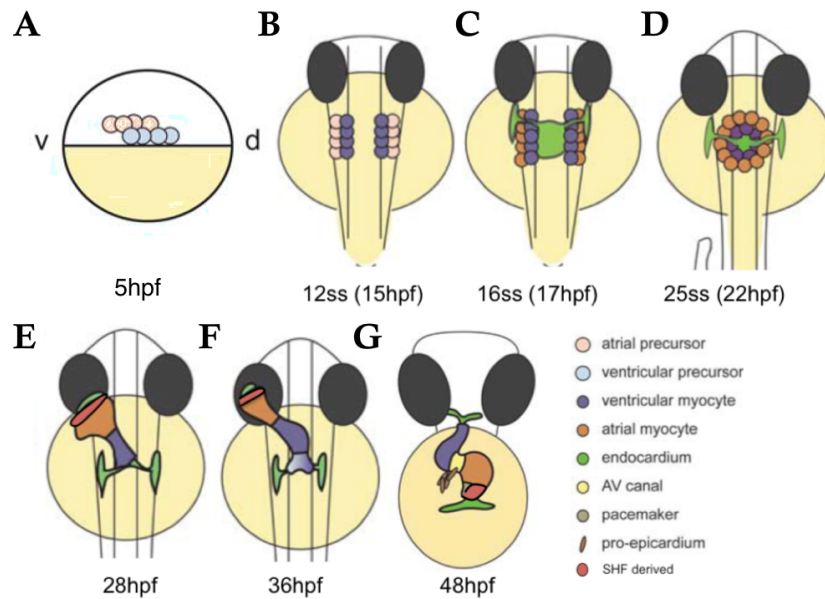 A
B
C
D
v
d
5hpf
12ss (15hpf)
16ss (17hpf)
25ss (22hpf)
E
F
G
28hpf
36hpf
48hpf
atrial precursor
ventricular precursor
ventricular myocyte
atrial myocyte
endocardium
AV canal
pacemaker
pro-epicardium
SHF derived